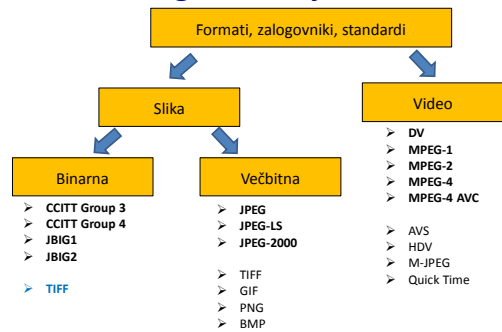 Formati, zalogovniki, standardi
Slika
Video
Binarna
Večbitna
➢ CCITT Group 3
➢ CCITT Group 4
➢ JBIG1
➢ JBIG2
➢ TIFF
➢ JPEG
➢ JPEG-LS
➢ JPEG-2000
➢ TIFF
➢ GIF
➢ PNG
➢ BMP
➢ DV
➢ MPEG-1
➢ MPEG-2
➢ MPEG-4
➢ MPEG-4 AVC
➢ AVS
➢ HDV
➢ M-JPEG
➢ Quick Time